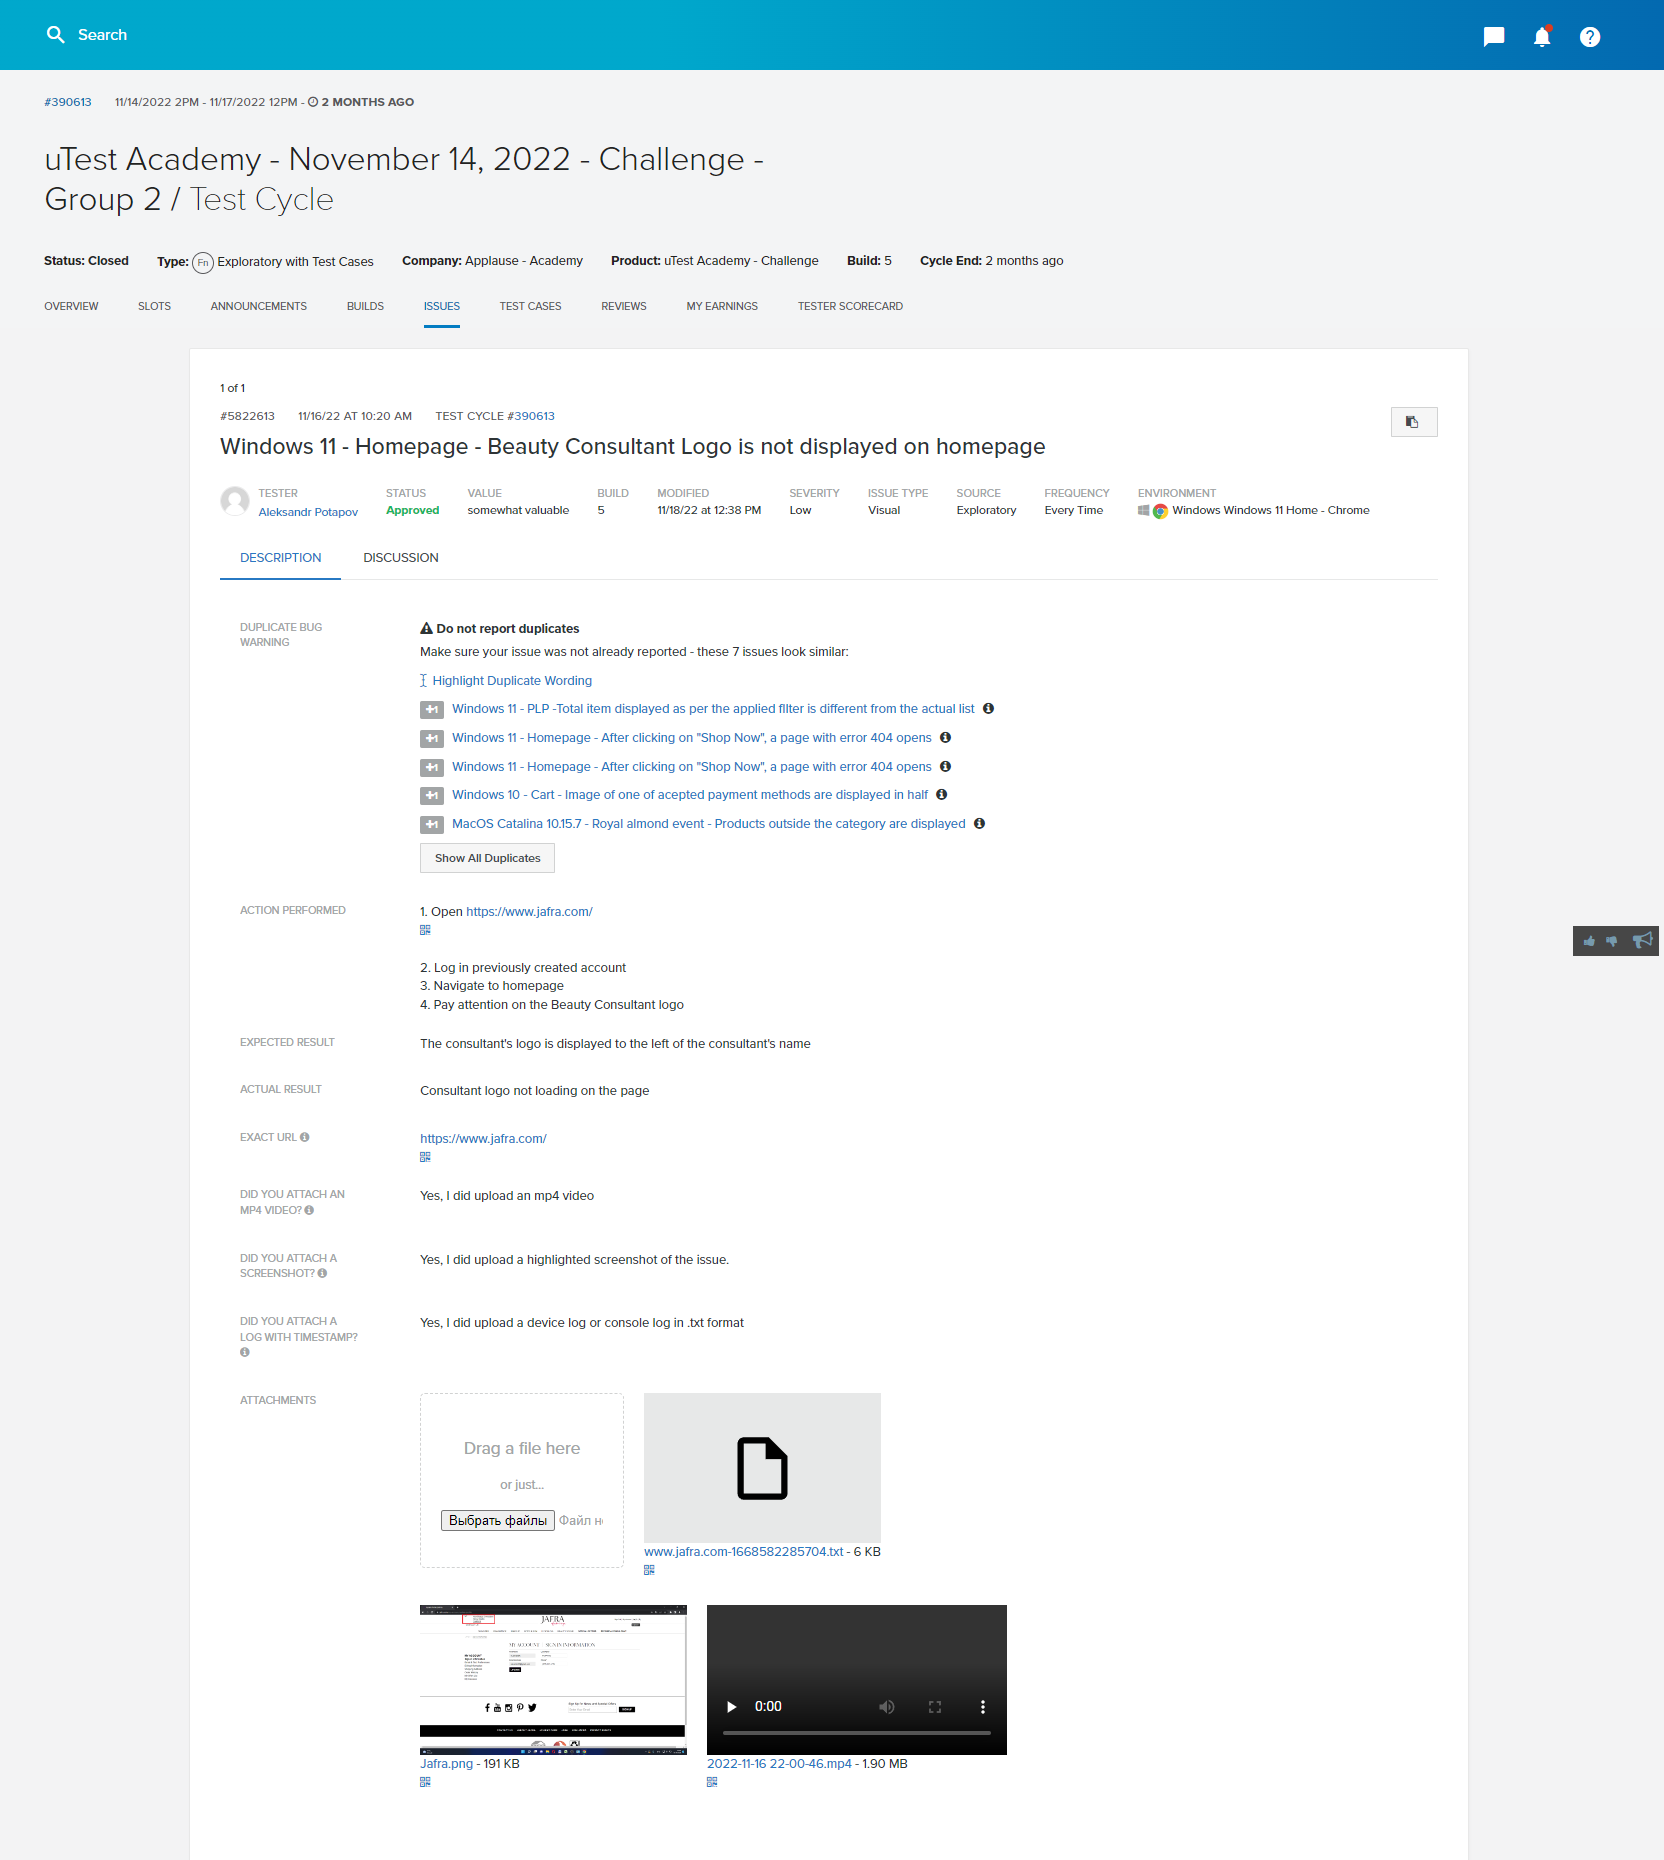 Search
#390613 11/14/2022 2PM - 11/17/2022 12PM - 2 MONTHS AGO
uTest Academy - November 14, 2022 - Challenge -
Group 2 / Test Cycle
Status: Closed Type: Fn Exploratory with Test Cases Company: Applause - Academy Product: uTest Academy - Challenge Build: 5 Cycle End: 2 months ago
OVERVIEW SLOTS ANNOUNCEMENTS BUILDS ISSUES TEST CASES REVIEWS MY EARNINGS TESTER SCORECARD
1 of 1
#5822613 11/16/22 AT 10:20 AM TEST CYCLE #390613
Windows 11 - Homepage - Beauty Consultant Logo is not displayed on homepage
TESTER STATUS VALUE BUILD MODIFIED SEVERITY ISSUE TYPE SOURCE FREQUENCY ENVIRONMENT
Aleksandr Potapov Approved somewhat valuable 5 11/18/22 at 12:38 PM Low Visual Exploratory Every Time Windows Windows 11 Home - Chrome
DESCRIPTION DISCUSSION
DUPLICATE BUG
WARNING
Do not report duplicates
Make sure your issue was not already reported - these 7 issues look similar:
Highlight Duplicate Wording
+1 Windows 11 - PLP -Total item displayed as per the applied fllter is different from the actual list
+1 Windows 11 - Homepage - After clicking on "Shop Now", a page with error 404 opens
+1 Windows 11 - Homepage - After clicking on "Shop Now", a page with error 404 opens
+1 Windows 10 - Cart - Image of one of acepted payment methods are displayed in half
+1 MacOS Catalina 10.15.7 - Royal almond event - Products outside the category are displayed
Show All Duplicates
ACTION PERFORMED
1. Open https://www.jafra.com/
2. Log in previously created account
3. Navigate to homepage
4. Pay attention on the Beauty Consultant logo
EXPECTED RESULT
The consultant's logo is displayed to the left of the consultant's name
ACTUAL RESULT
Consultant logo not loading on the page
EXACT URL
https://www.jafra.com/
DID YOU ATTACH AN
MP4 VIDEO?
Yes, I did upload an mp4 video
DID YOU ATTACH A
SCREENSHOT?
Yes, I did upload a highlighted screenshot of the issue.
DID YOU ATTACH A
LOG WITH TIMESTAMP?
Yes, I did upload a device log or console log in .txt format
ATTACHMENTS
Drag a file here
or just...
Выбрать файлы Файл не
www.jafra.com-1668582285704.txt - 6 KB
JAFRA
MY ACCOUNT - SIGN IN INFORMATION
MY ACCOUNT
0:00
Jafra.png - 191 KB
2022-11-16 22-00-46.mp4 - 1.90 MB